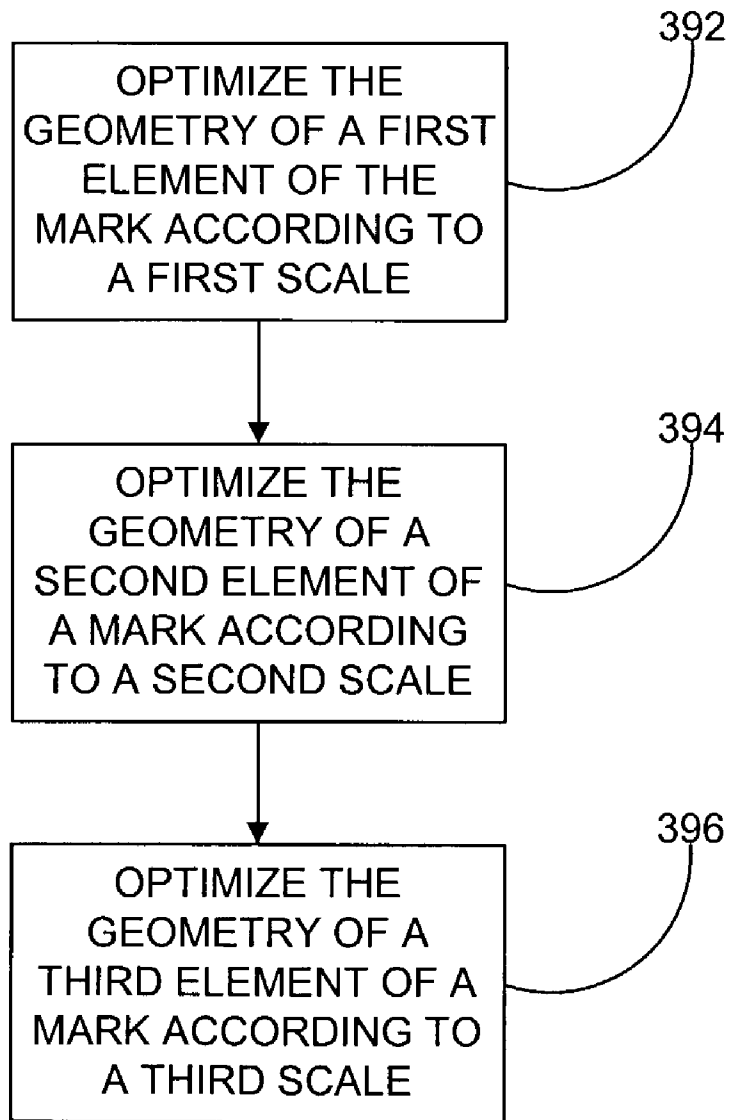 392
OPTIMIZE THE
GEOMETRY OF A FIRST
ELEMENT OF THE
MARK ACCORDING TO
A FIRST SCALE
394
OPTIMIZE THE
GEOMETRY OF A
SECOND ELEMENT OF
A MARK ACCORDING
TO A SECOND SCALE
396
OPTIMIZE THE
GEOMETRY OF A
THIRD ELEMENT OF A
MARK ACCORDING TO
A THIRD SCALE